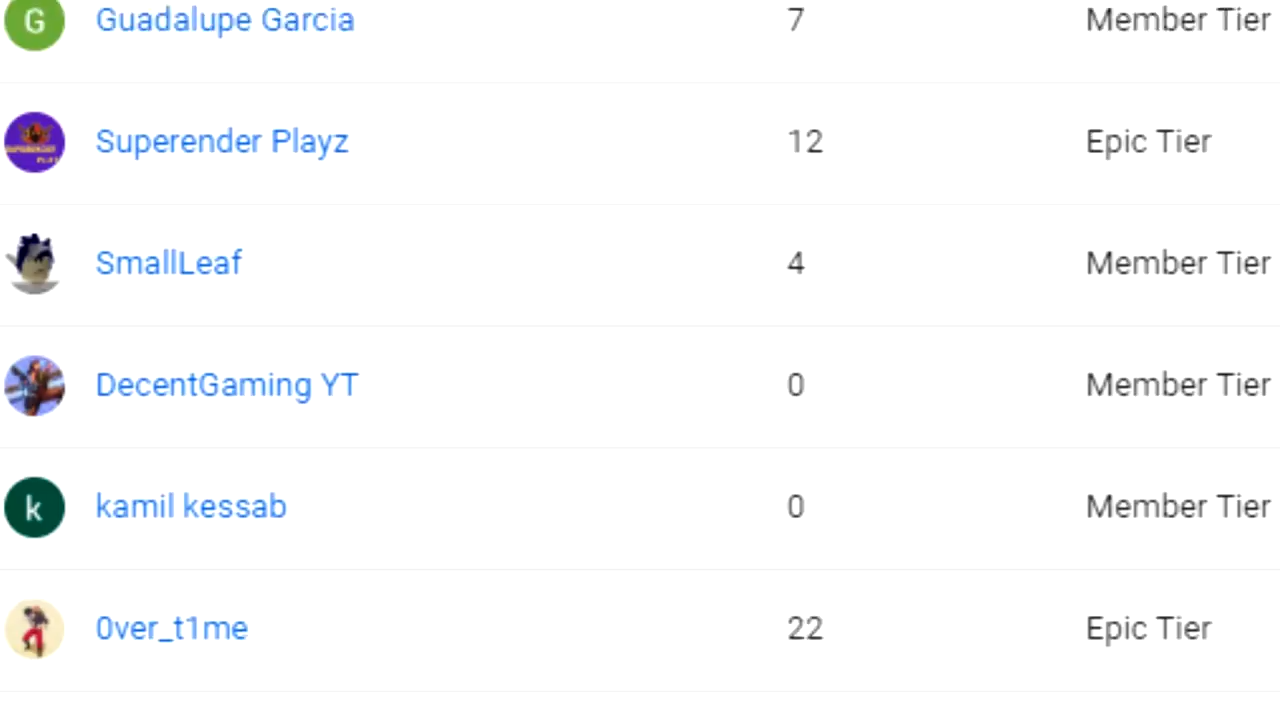 G Guadalupe Garcia 7 Member Tier
Superender Playz 12 Epic Tier
SmallLeaf 4 Member Tier
DecentGaming YT 0 Member Tier
k kamil kessab 0 Member Tier
0ver_t1me 22 Epic Tier